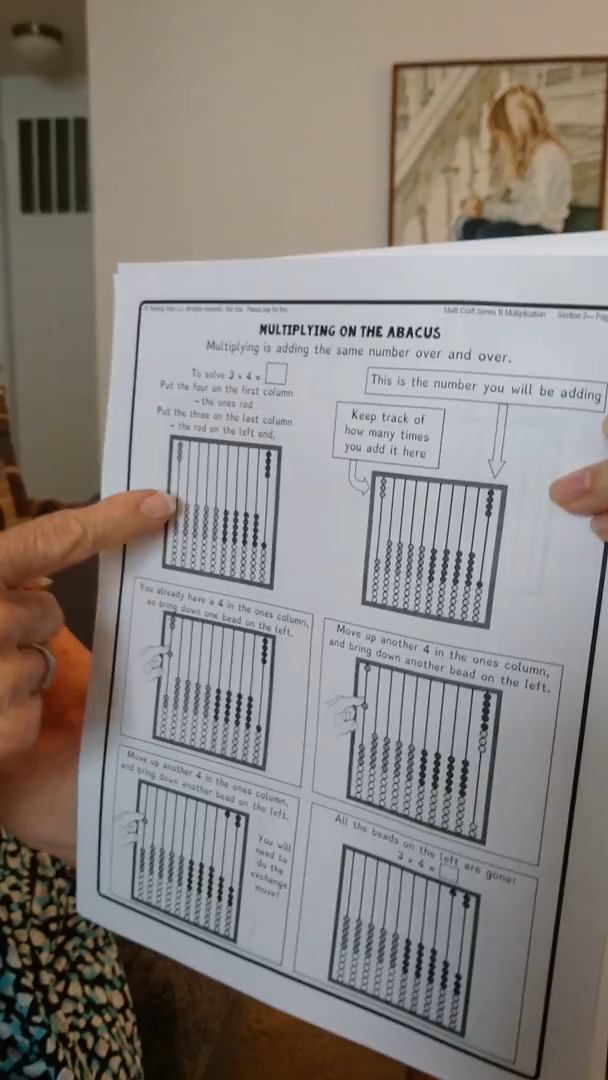 Math Craft Series B Multiplication Section 2—
MULTIPLYING ON THE ABACUS
Multiplying is adding the same number over and over.
To solve 3 x 4 =
Put the four on the first column
- the ones rod
Put the three on the last column
- the rod on the left end.
This is the number you will be adding
Keep track of
how many times
you add it here
You already have a 4 in the ones column,
so bring down one bead on the left.
Move up another 4 in the ones column,
and bring down another bead on the left.
Move up another 4 in the ones column,
and bring down another bead on the left.
You will
need to
do the
exchange
move!
All the beads on the left are gone!
3 x 4 =